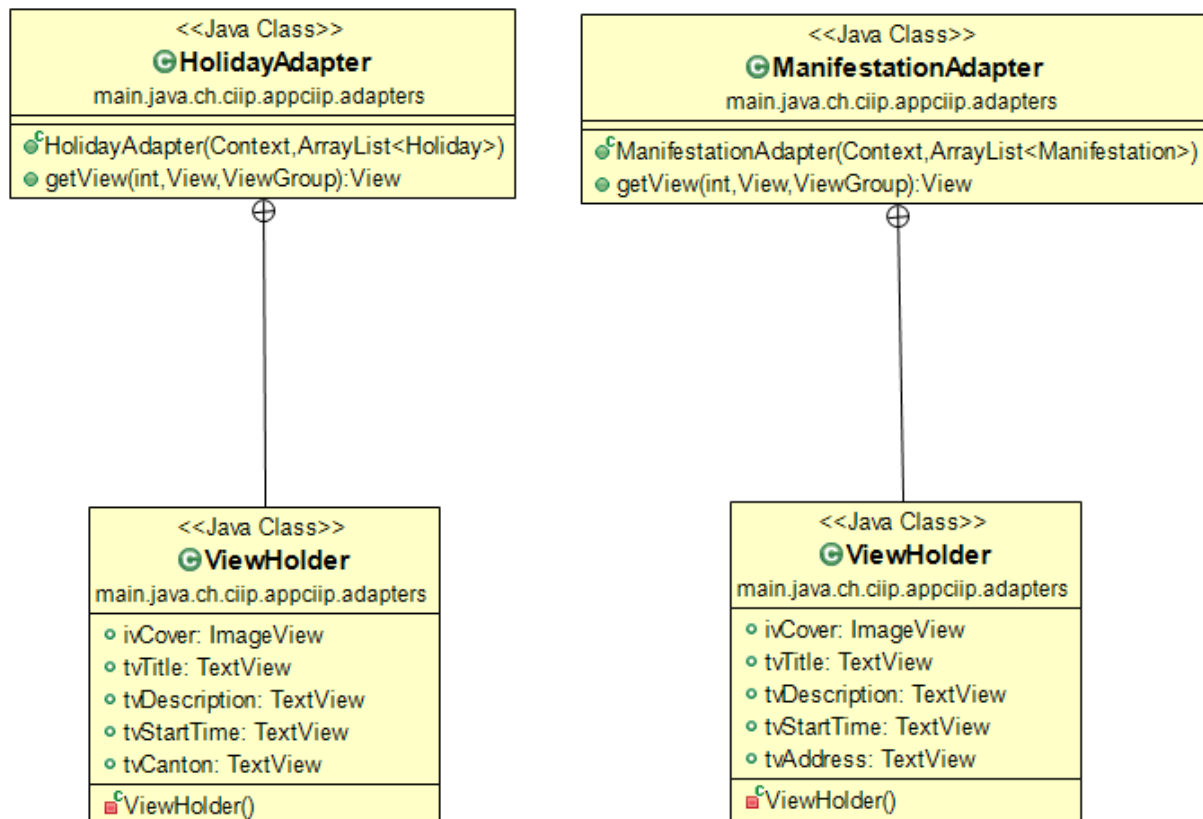 <<Java Class>>
HolidayAdapter
main.java.ch.ciip.appciip.adapters
HolidayAdapter(Context,ArrayList<Holiday>)
getView(int,View,ViewGroup):View
<<Java Class>>
ManifestationAdapter
main.java.ch.ciip.appciip.adapters
ManifestationAdapter(Context,ArrayList<Manifestation>)
getView(int,View,ViewGroup):View
<<Java Class>>
ViewHolder
main.java.ch.ciip.appciip.adapters
ivCover: ImageView
tvTitle: TextView
tvDescription: TextView
tvStartTime: TextView
tvCanton: TextView
ViewHolder()
<<Java Class>>
ViewHolder
main.java.ch.ciip.appciip.adapters
ivCover: ImageView
tvTitle: TextView
tvDescription: TextView
tvStartTime: TextView
tvAddress: TextView
ViewHolder()